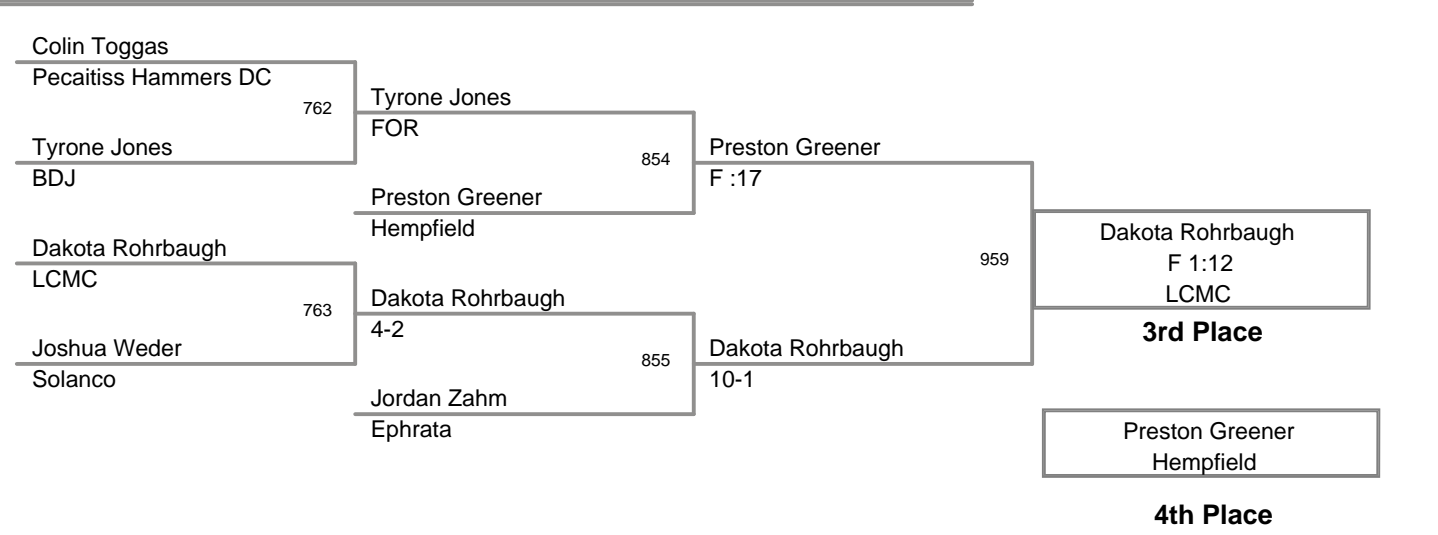 Colin Toggas
Pecaitiss Hammers DC
762
Tyrone Jones
BDJ
Dakota Rohrbaugh
LCMC
763
Joshua Weder
Solanco
Tyrone Jones
FOR
854
Preston Greener
Hempfield
Dakota Rohrbaugh
4-2
855
Jordan Zahm
Ephrata
Preston Greener
F :17
959
Dakota Rohrbaugh
10-1
Dakota Rohrbaugh
F 1:12
LCMC
3rd Place
Preston Greener
Hempfield
4th Place